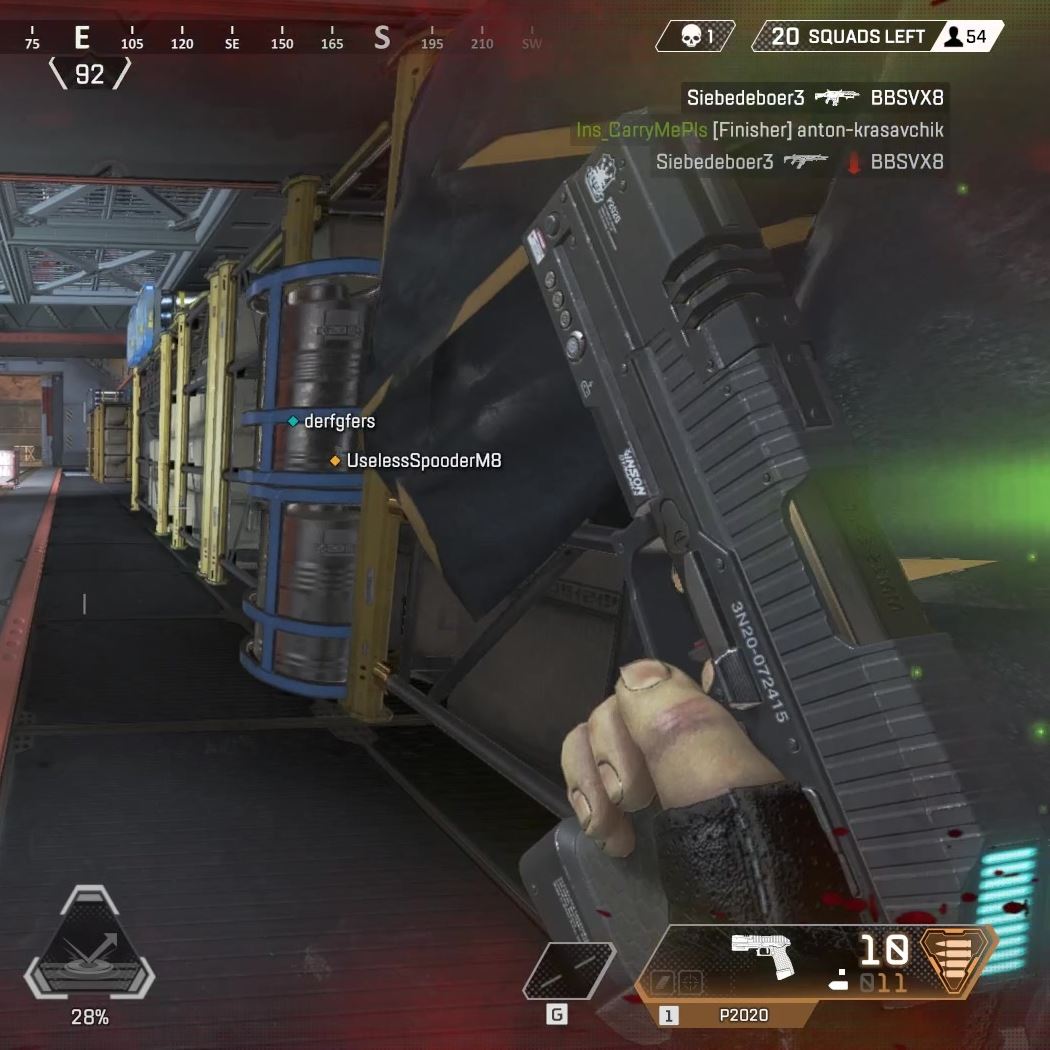 75 E 105 120 SE 150 165 S 195 210 SW
92
1
20 SQUADS LEFT 54
Siebedeboer3 BBSVX8
Ins_CarryMePls [Finisher] anton-krasavchik
Siebedeboer3 BBSVX8
P2020
derfgfers
UselessSpooderM8
3N20-072415
10
011
28%
G
1 P2020